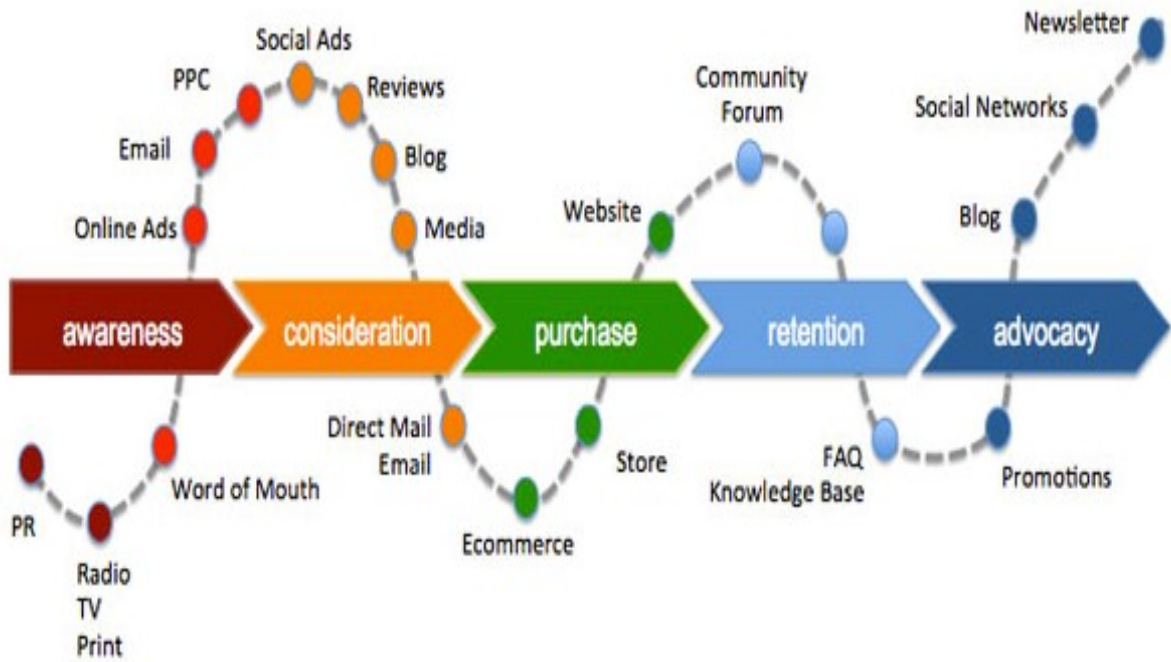 Social Ads
PPC
Reviews
Email
Blog
Online Ads
Media
Website
Community
Forum
Newsletter
Social Networks
Blog
awareness
consideration
purchase
retention
advocacy
PR
Radio
TV
Print
Word of Mouth
Direct Mail
Email
Ecommerce
Store
FAQ
Knowledge Base
Promotions